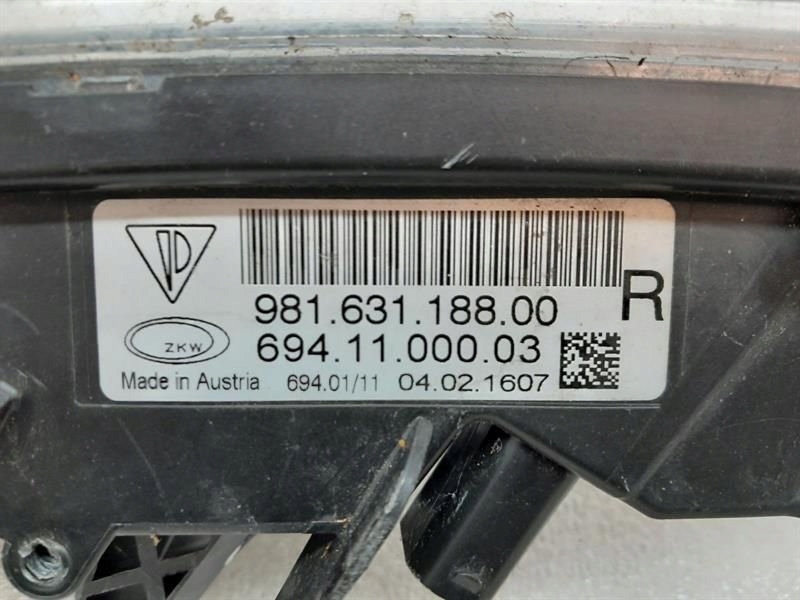 981.631.188.00 R
ZKW 694.11.000.03
Made in Austria 694.01/11 04.02.1607